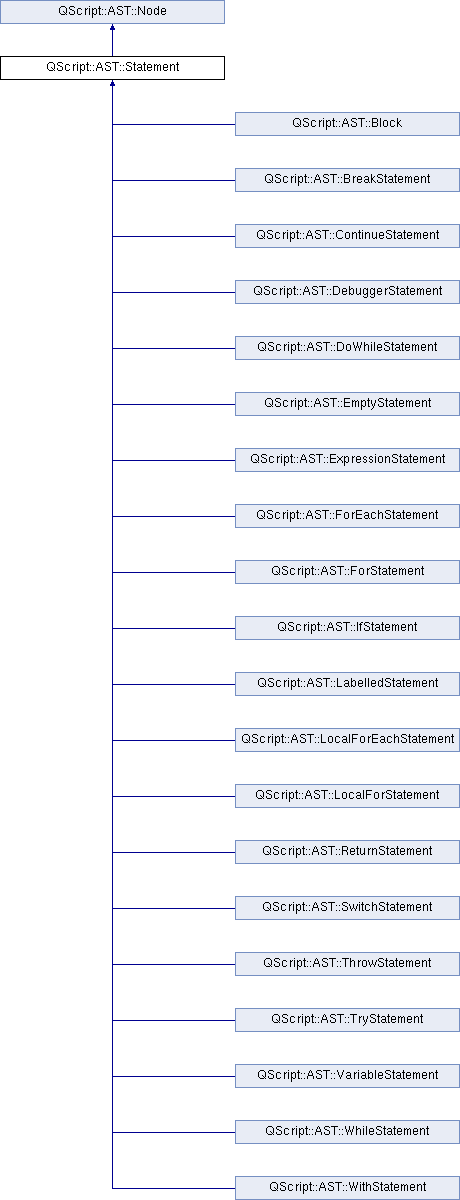 QScript::AST::Node
QScript::AST::Statement
QScript::AST::Block
QScript::AST::BreakStatement
QScript::AST::ContinueStatement
QScript::AST::DebuggerStatement
QScript::AST::DoWhileStatement
QScript::AST::EmptyStatement
QScript::AST::ExpressionStatement
QScript::AST::ForEachStatement
QScript::AST::ForStatement
QScript::AST::IfStatement
QScript::AST::LabelledStatement
QScript::AST::LocalForEachStatement
QScript::AST::LocalForStatement
QScript::AST::ReturnStatement
QScript::AST::SwitchStatement
QScript::AST::ThrowStatement
QScript::AST::TryStatement
QScript::AST::VariableStatement
QScript::AST::WhileStatement
QScript::AST::WithStatement